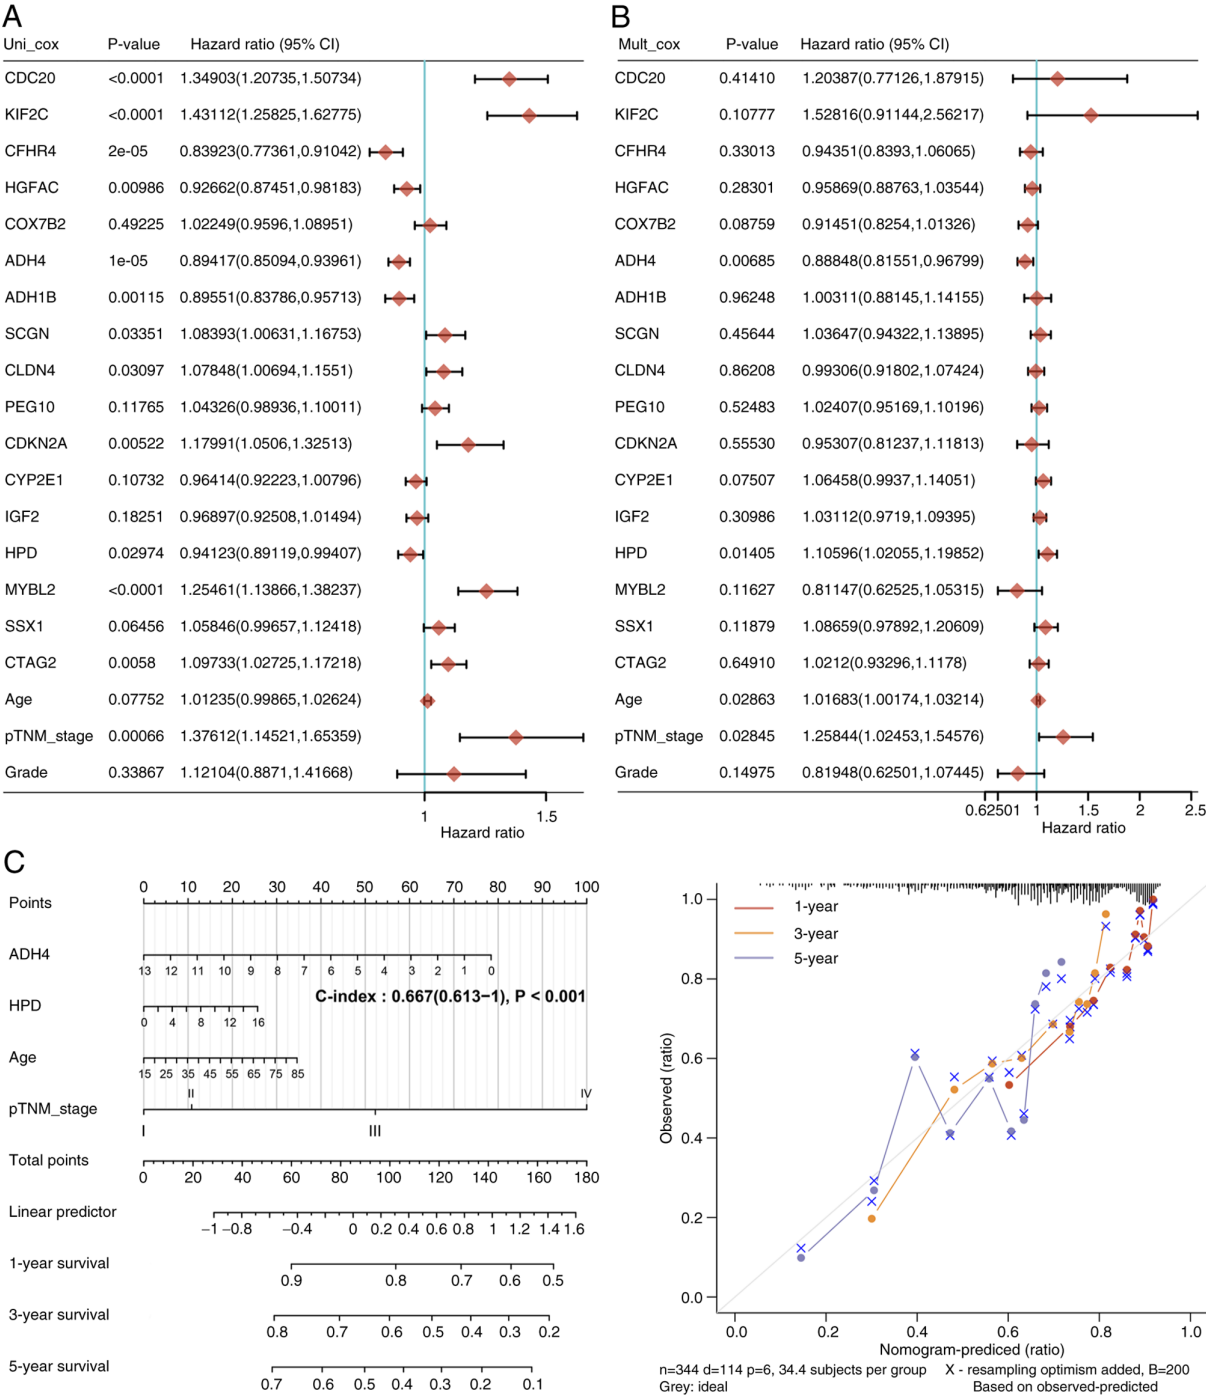 A
Uni_cox P-value Hazard ratio (95% CI)
CDC20 <0.0001 1.34903(1.20735,1.50734)
KIF2C <0.0001 1.43112(1.25825,1.62775)
CFHR4 2e-05 0.83923(0.77361,0.91042)
HGFAC 0.00986 0.92662(0.87451,0.98183)
COX7B2 0.49225 1.02249(0.9596,1.08951)
ADH4 1e-05 0.89417(0.85094,0.93961)
ADH1B 0.00115 0.89551(0.83786,0.95713)
SCGN 0.03351 1.08393(1.00631,1.16753)
CLDN4 0.03097 1.07848(1.00694,1.1551)
PEG10 0.11765 1.04326(0.98936,1.10011)
CDKN2A 0.00522 1.17991(1.0506,1.32513)
CYP2E1 0.10732 0.96414(0.92223,1.00796)
IGF2 0.18251 0.96897(0.92508,1.01494)
HPD 0.02974 0.94123(0.89119,0.99407)
MYBL2 <0.0001 1.25461(1.13866,1.38237)
SSX1 0.06456 1.05846(0.99657,1.12418)
CTAG2 0.0058 1.09733(1.02725,1.17218)
Age 0.07752 1.01235(0.99865,1.02624)
pTNM_stage 0.00066 1.37612(1.14521,1.65359)
Grade 0.33867 1.12104(0.8871,1.41668)
1 1.5
Hazard ratio
B
Mult_cox P-value Hazard ratio (95% CI)
CDC20 0.41410 1.20387(0.77126,1.87915)
KIF2C 0.10777 1.52816(0.91144,2.56217)
CFHR4 0.33013 0.94351(0.8393,1.06065)
HGFAC 0.28301 0.95869(0.88763,1.03544)
COX7B2 0.08759 0.91451(0.8254,1.01326)
ADH4 0.00685 0.88848(0.81551,0.96799)
ADH1B 0.96248 1.00311(0.88145,1.14155)
SCGN 0.45644 1.03647(0.94322,1.13895)
CLDN4 0.86208 0.99306(0.91802,1.07424)
PEG10 0.52483 1.02407(0.95169,1.10196)
CDKN2A 0.55530 0.95307(0.81237,1.11813)
CYP2E1 0.07507 1.06458(0.9937,1.14051)
IGF2 0.30986 1.03112(0.9719,1.09395)
HPD 0.01405 1.10596(1.02055,1.19852)
MYBL2 0.11627 0.81147(0.62525,1.05315)
SSX1 0.11879 1.08659(0.97892,1.20609)
CTAG2 0.64910 1.0212(0.93296,1.1178)
Age 0.02863 1.01683(1.00174,1.03214)
pTNM_stage 0.02845 1.25844(1.02453,1.54576)
Grade 0.14975 0.81948(0.62501,1.07445)
0.62501 1 1.5 2 2.5
Hazard ratio
C
0 10 20 30 40 50 60 70 80 90 100
Points
ADH4
13 12 11 10 9 8 7 6 5 4 3 2 1 0
C-index : 0.667(0.613−1), P < 0.001
HPD
0 4 8 12 16
Age
15 25 35 45 55 65 75 85
II IV
pTNM_stage
I III
Total points
0 20 40 60 80 100 120 140 160 180
Linear predictor
−1 −0.8 −0.4 0 0.2 0.4 0.6 0.8 1 1.2 1.4 1.6
1-year survival
0.9 0.8 0.7 0.6 0.5
3-year survival
0.8 0.7 0.6 0.5 0.4 0.3 0.2
5-year survival
0.7 0.6 0.5 0.4 0.3 0.2 0.1
1-year
3-year
5-year
1.0
0.8
0.6
0.4
0.2
0.0
Observed (ratio)
0.0 0.2 0.4 0.6 0.8 1.0
Nomogram-prediced (ratio)
n=344 d=114 p=6, 34.4 subjects per group X - resampling optimism added, B=200
Grey: ideal Based on observed-predicted